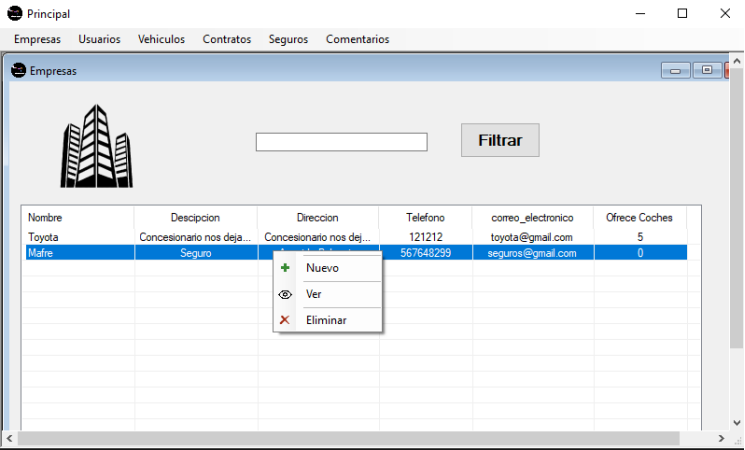 Principal
Empresas Usuarios Vehiculos Contratos Seguros Comentarios
Empresas
Filtrar
Nombre Descipcion Direccion Telefono correo_electronico Ofrece Coches
Toyota Concesionario nos deja... Concesionario nos dej... 121212 toyota@gmail.com 5
Mafre Seguro 567648299 seguros@gmail.com 0
Nuevo
Ver
Eliminar